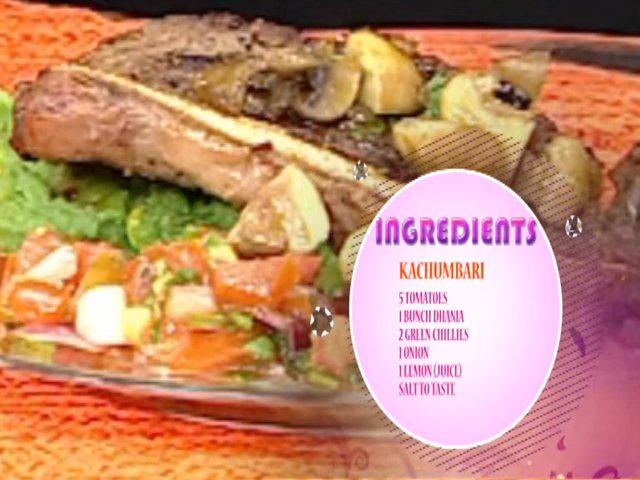 INGREDIENTS
KACHUMBARI
5 TOMATOES
1 BUNCH DHANIA
2 GREEN CHILLIES
1 ONION
1 LEMON (JUICE)
SALT TO TASTE